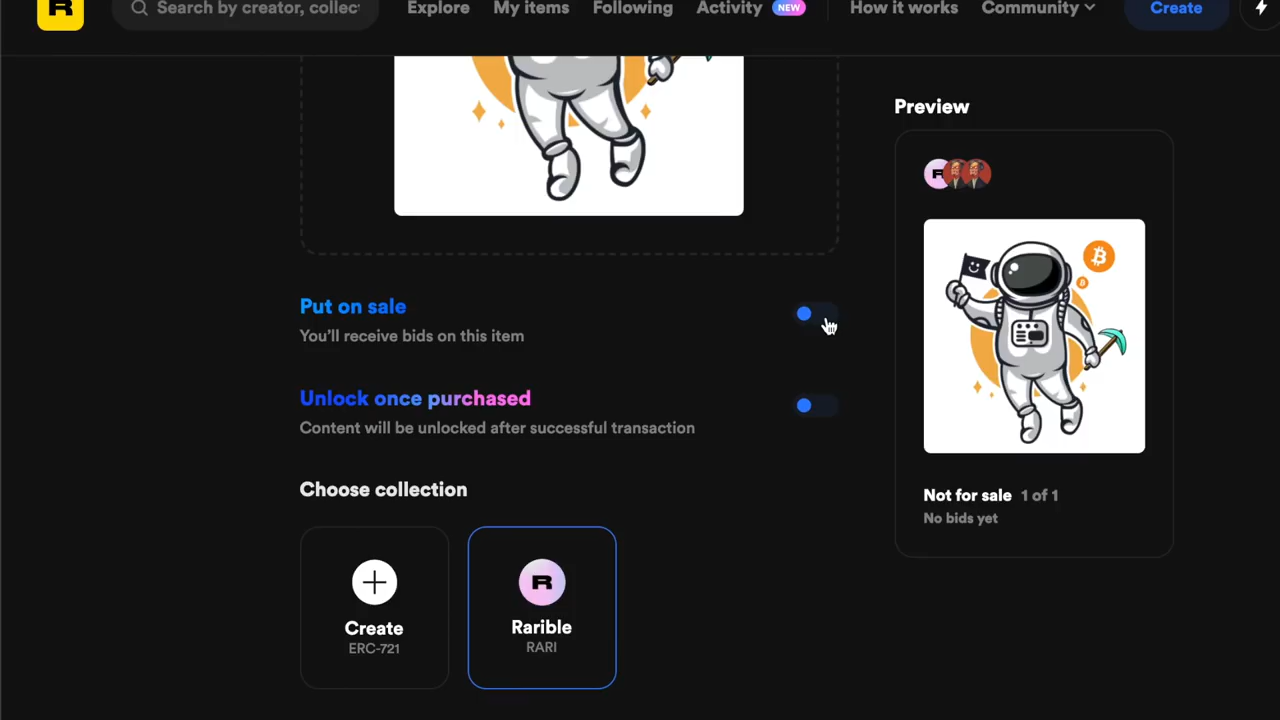 R
Search by creator, collec
Explore
My items
Following
Activity NEW
How it works
Community
Create
Preview
R
Put on sale
You'll receive bids on this item
Unlock once purchased
Content will be unlocked after successful transaction
Not for sale 1 of 1
No bids yet
Choose collection
Create
ERC-721
R
Rarible
RARI